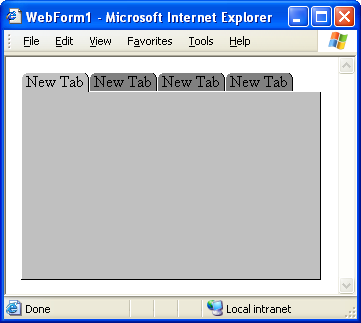 WebForm1 - Microsoft Internet Explorer
File Edit View Favorites Tools Help
New Tab New Tab New Tab New Tab
Done Local intranet